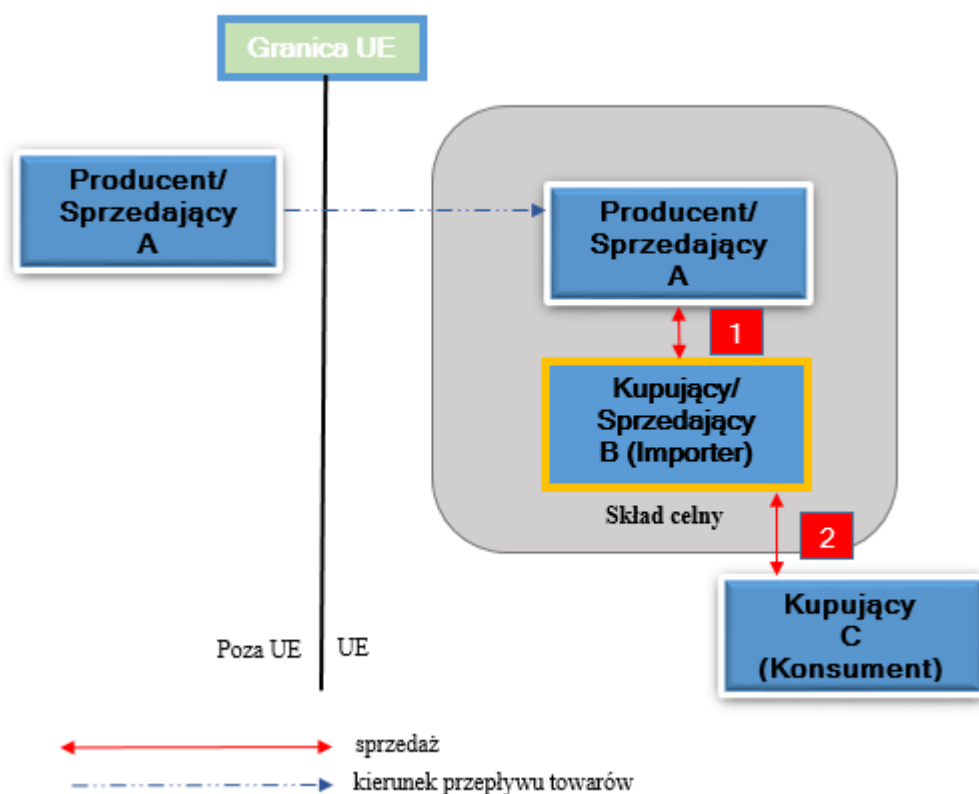 Granica UE
Producent/
Sprzedający
A
Producent/
Sprzedający
A
1
Kupujący/
Sprzedający
B (Importer)
Skład celny
2
Kupujący
C
(Konsument)
Poza UE
UE
sprzedaż
kierunek przepływu towarów